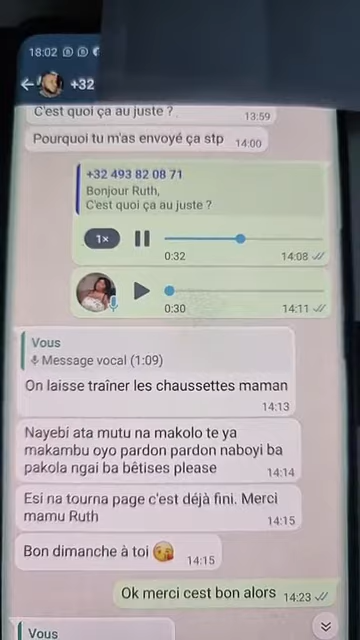 18:02
+32
C'est quoi ça au juste ?
13:59
Pourquoi tu m'as envoyé ça stp 14:00
+32 493 82 08 71
Bonjour Ruth,
C'est quoi ça au juste ?
1×
0:32 14:08
0:30 14:11
Vous
Message vocal (1:09)
On laisse traîner les chaussettes maman
14:13
Nayebi ata mutu na makolo te ya
makambu oyo pardon pardon naboyi ba
pakola ngai ba bêtises please 14:14
Esi na tourna page c'est déjà fini. Merci
mamu Ruth 14:15
Bon dimanche à toi 😘 14:15
Ok merci cest bon alors 14:23
Vous